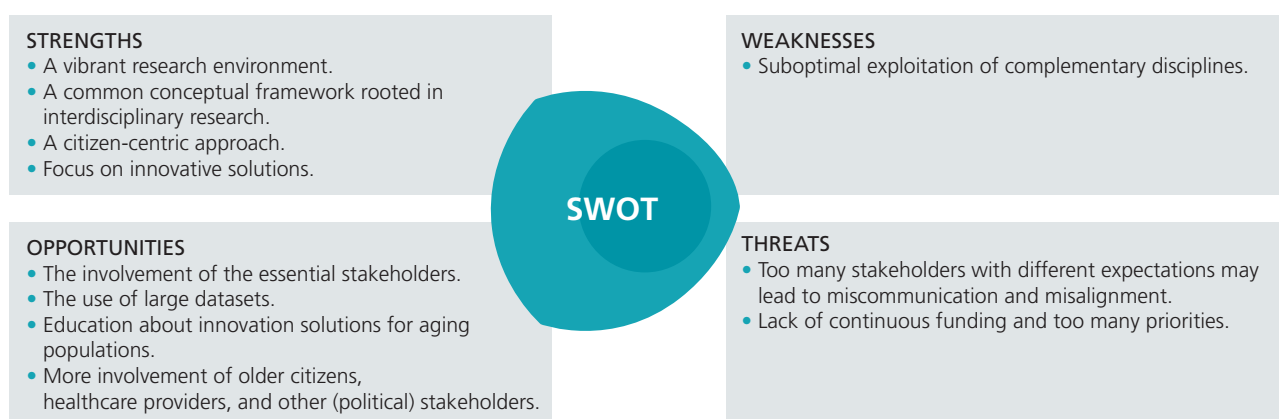 STRENGTHS
• A vibrant research environment.
• A common conceptual framework rooted in
interdisciplinary research.
• A citizen-centric approach.
• Focus on innovative solutions.
WEAKNESSES
• Suboptimal exploitation of complementary disciplines.
SWOT
OPPORTUNITIES
• The involvement of the essential stakeholders.
• The use of large datasets.
• Education about innovation solutions for aging
populations.
• More involvement of older citizens,
healthcare providers, and other (political) stakeholders.
THREATS
• Too many stakeholders with different expectations may
lead to miscommunication and misalignment.
• Lack of continuous funding and too many priorities.